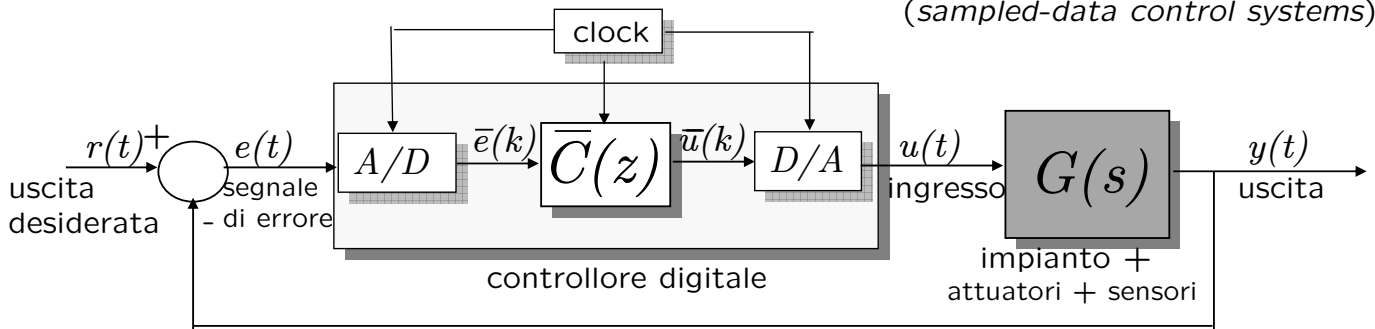 (sampled-data control systems)
clock
r(t)
+
e(t)
A/D
e̅(k)
C̅(z)
u̅(k)
D/A
u(t)
G(s)
y(t)
uscita
desiderata
-
segnale
di errore
ingresso
uscita
controllore digitale
impianto +
attuatori + sensori